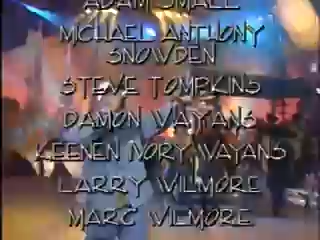 ADAM SMALL
MICHAEL ANTHONY
SNOWDEN
STEVE TOMPKINS
DAMON WAYANS
KEENEN IVORY WAYANS
LARRY WILMORE
MARC WILMORE